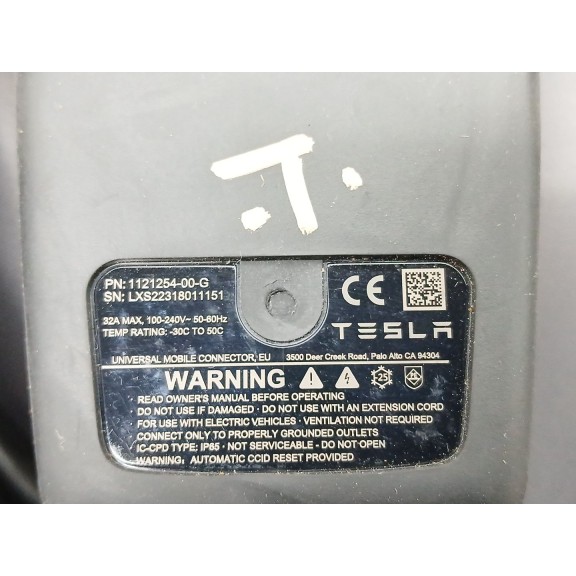 T
PN: 1121254-00-G
SN: LXS22318011151
32A MAX, 100-240V~ 50-60Hz
TEMP RATING: -30C TO 50C
CE
TESLA
UNIVERSAL MOBILE CONNECTOR, EU 3500 Deer Creek Road, Palo Alto CA 94304
WARNING
25
· READ OWNER'S MANUAL BEFORE OPERATING
DO NOT USE IF DAMAGED · DO NOT USE WITH AN EXTENSION CORD
FOR USE WITH ELECTRIC VEHICLES · VENTILATION NOT REQUIRED
CONNECT ONLY TO PROPERLY GROUNDED OUTLETS
IC-CPD TYPE: IP65 · NOT SERVICEABLE - DO NOT OPEN
WARNING: AUTOMATIC CCID RESET PROVIDED